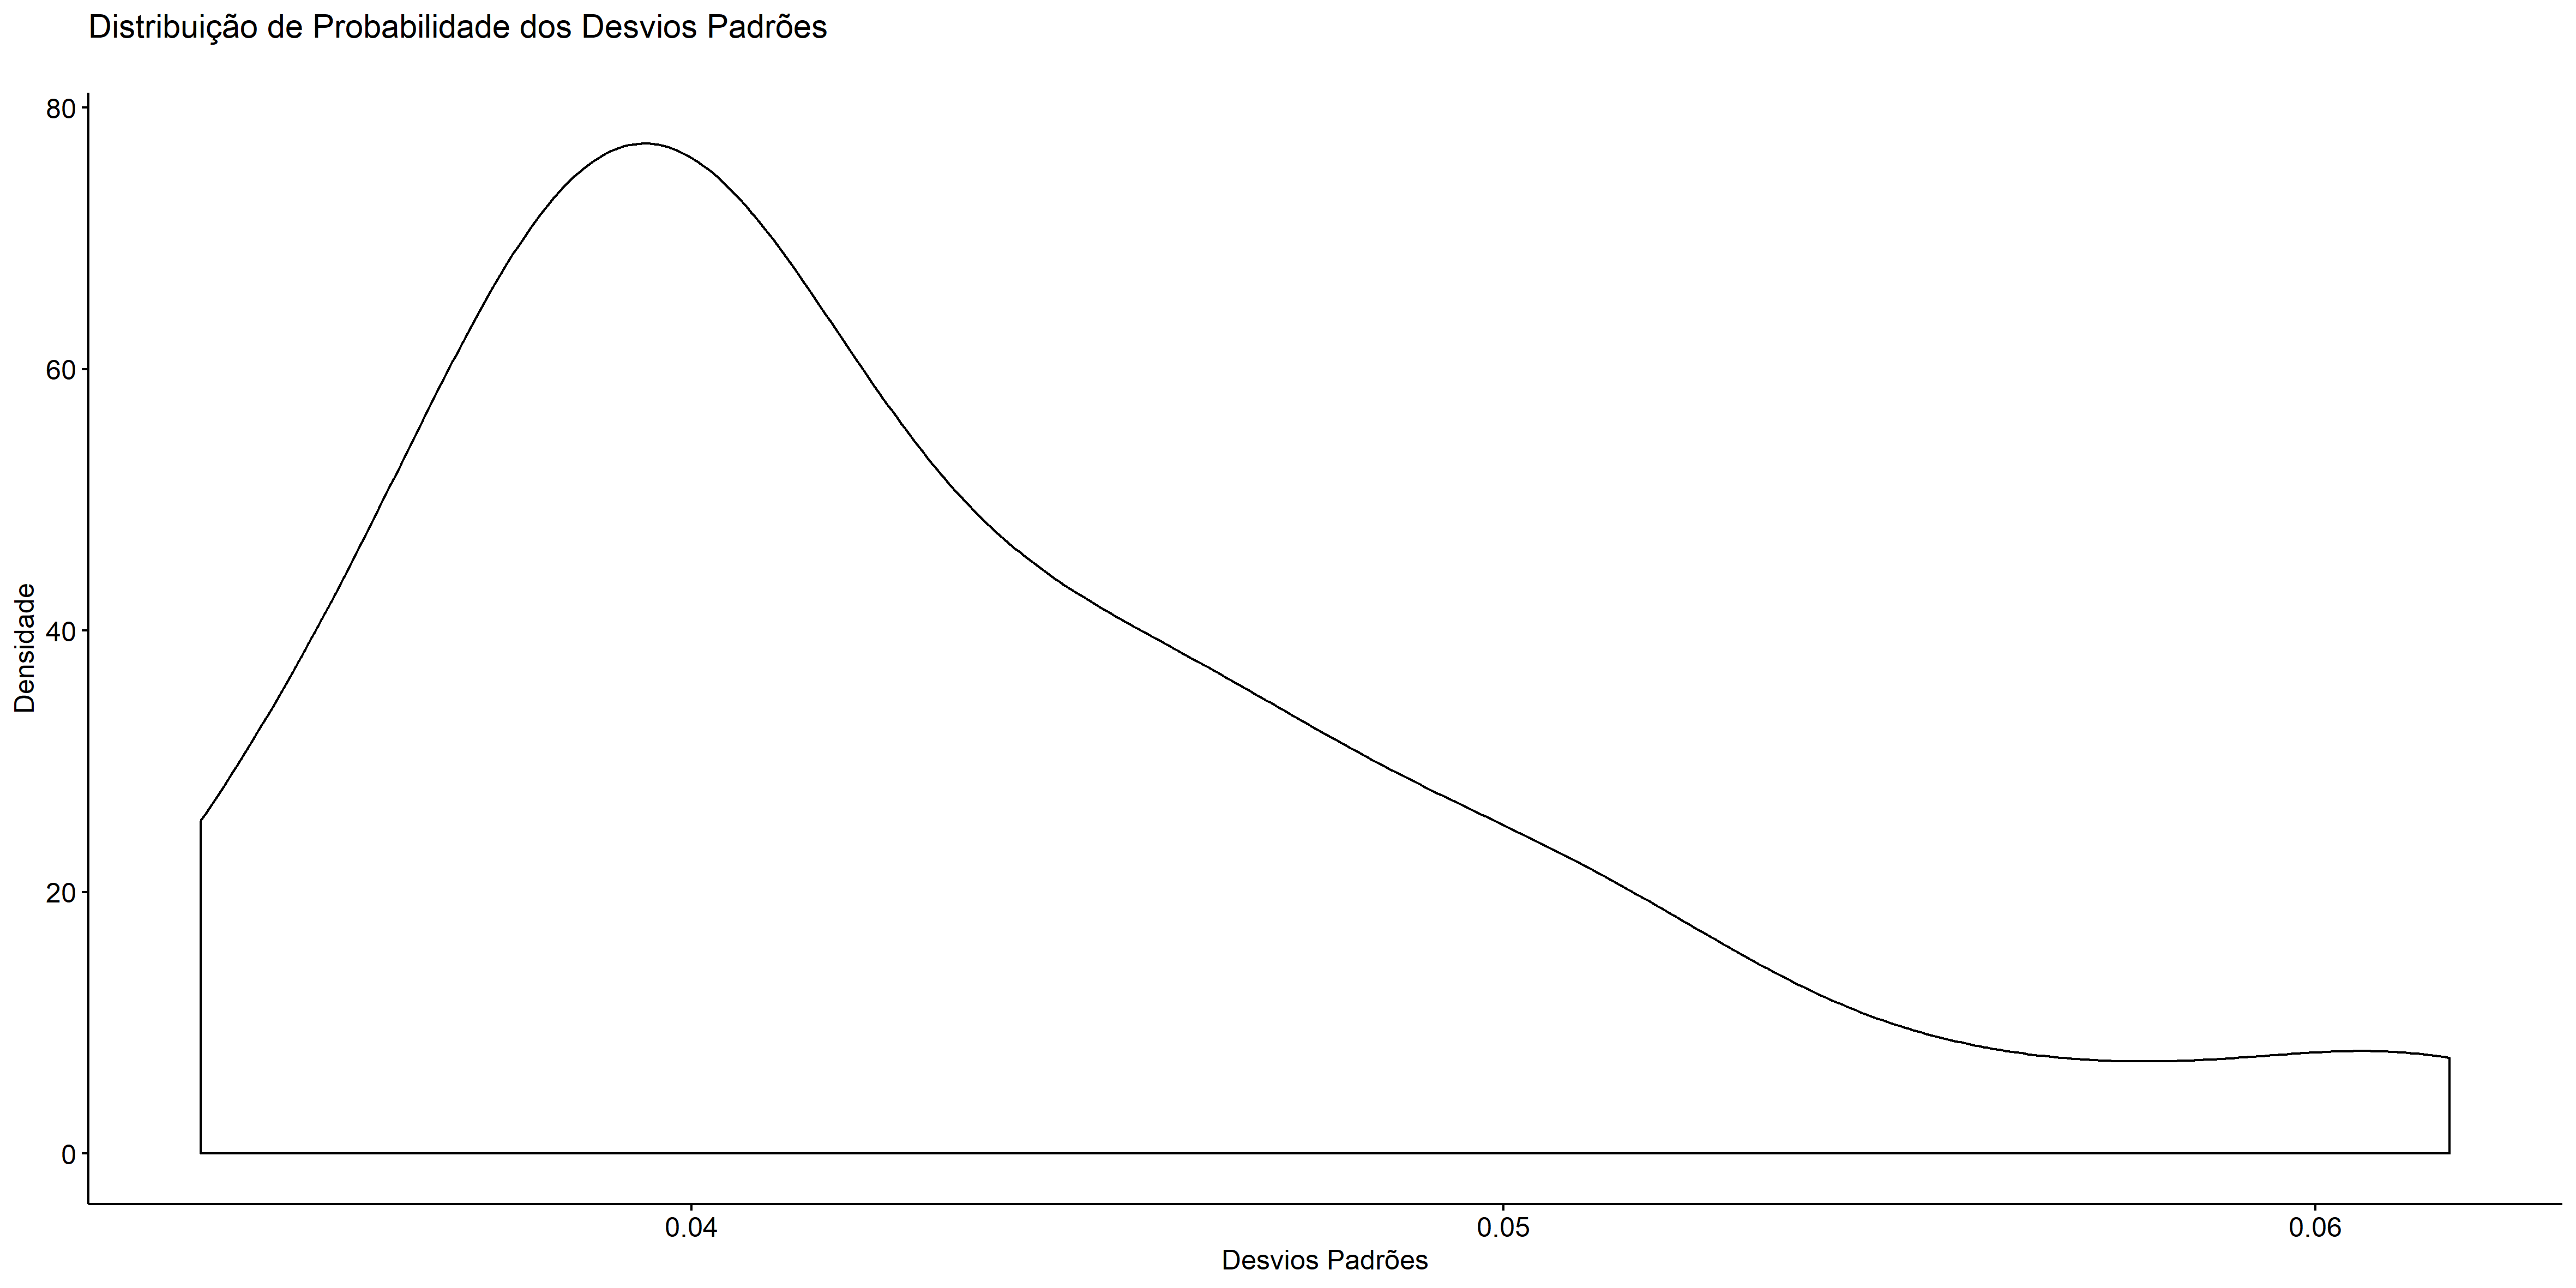 Distribuição de Probabilidade dos Desvios Padrões
80
60
40
20
0
Densidade
0.04
0.05
0.06
Desvios Padrões